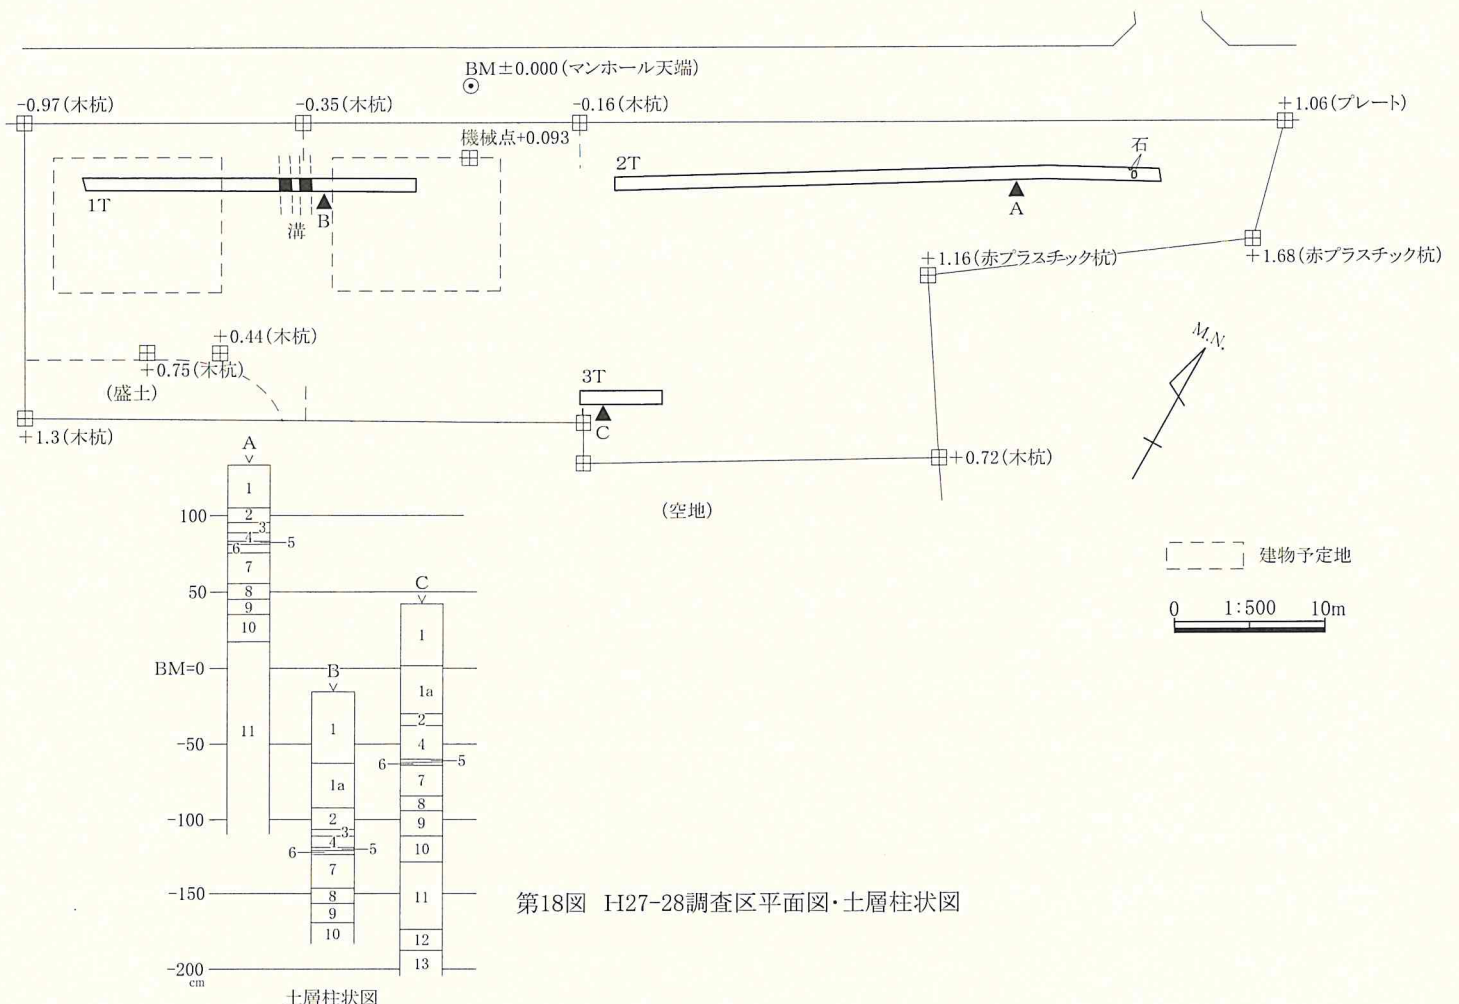 BM±0.000(マンホール天端)
-0.97(木杭)
-0.35(木杭)
-0.16(木杭)
+1.06(プレート)
機械点+0.093
石
2T
1T
A
B
溝
+1.16(赤プラスチック杭)
+1.68(赤プラスチック杭)
+0.44(木杭)
+0.75(木杭)
(盛土)
M.N.
3T
C
+1.3(木杭)
+0.72(木杭)
(空地)
建物予定地
0 1:500 10m
A
1
2
3
4
5
6
7
8
9
10
11
100
50
BM=0
-50
-100
-150
-200
cm
B
1
1a
2
3
4
5
6
7
8
9
10
C
1
1a
2
4
5
6
7
8
9
10
11
12
13
土層柱状図
第18図 H27-28調査区平面図・土層柱状図